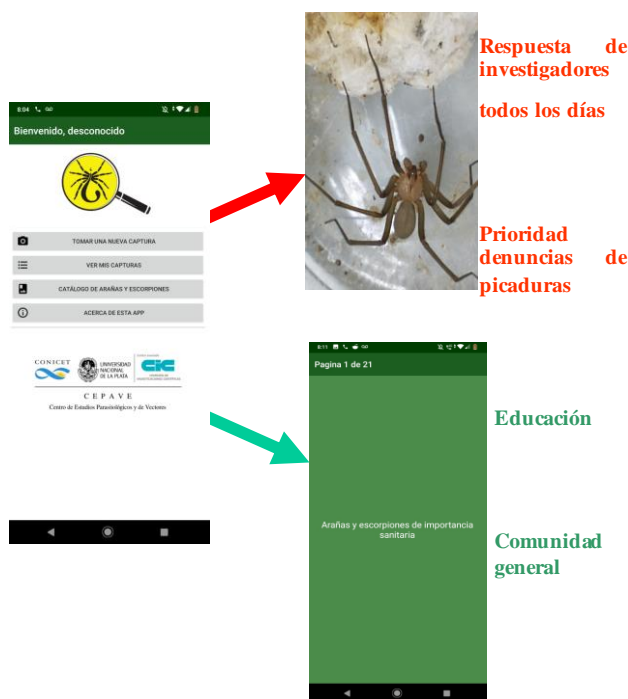 8:04
Bienvenido, desconocido
TOMAR UNA NUEVA CAPTURA
VER MIS CAPTURAS
CATÁLOGO DE ARAÑAS Y ESCORPIONES
ACERCA DE ESTA APP
CONICET
UNIVERSIDAD
NACIONAL
DE LA PLATA
CIC
C E P A V E
Centro de Estudios Parasitológicos y de Vectores
Respuesta de
investigadores
todos los días
Prioridad
denuncias de
picaduras
8:11
Pagina 1 de 21
Arañas y escorpiones de importancia
sanitaria
Educación
Comunidad
general